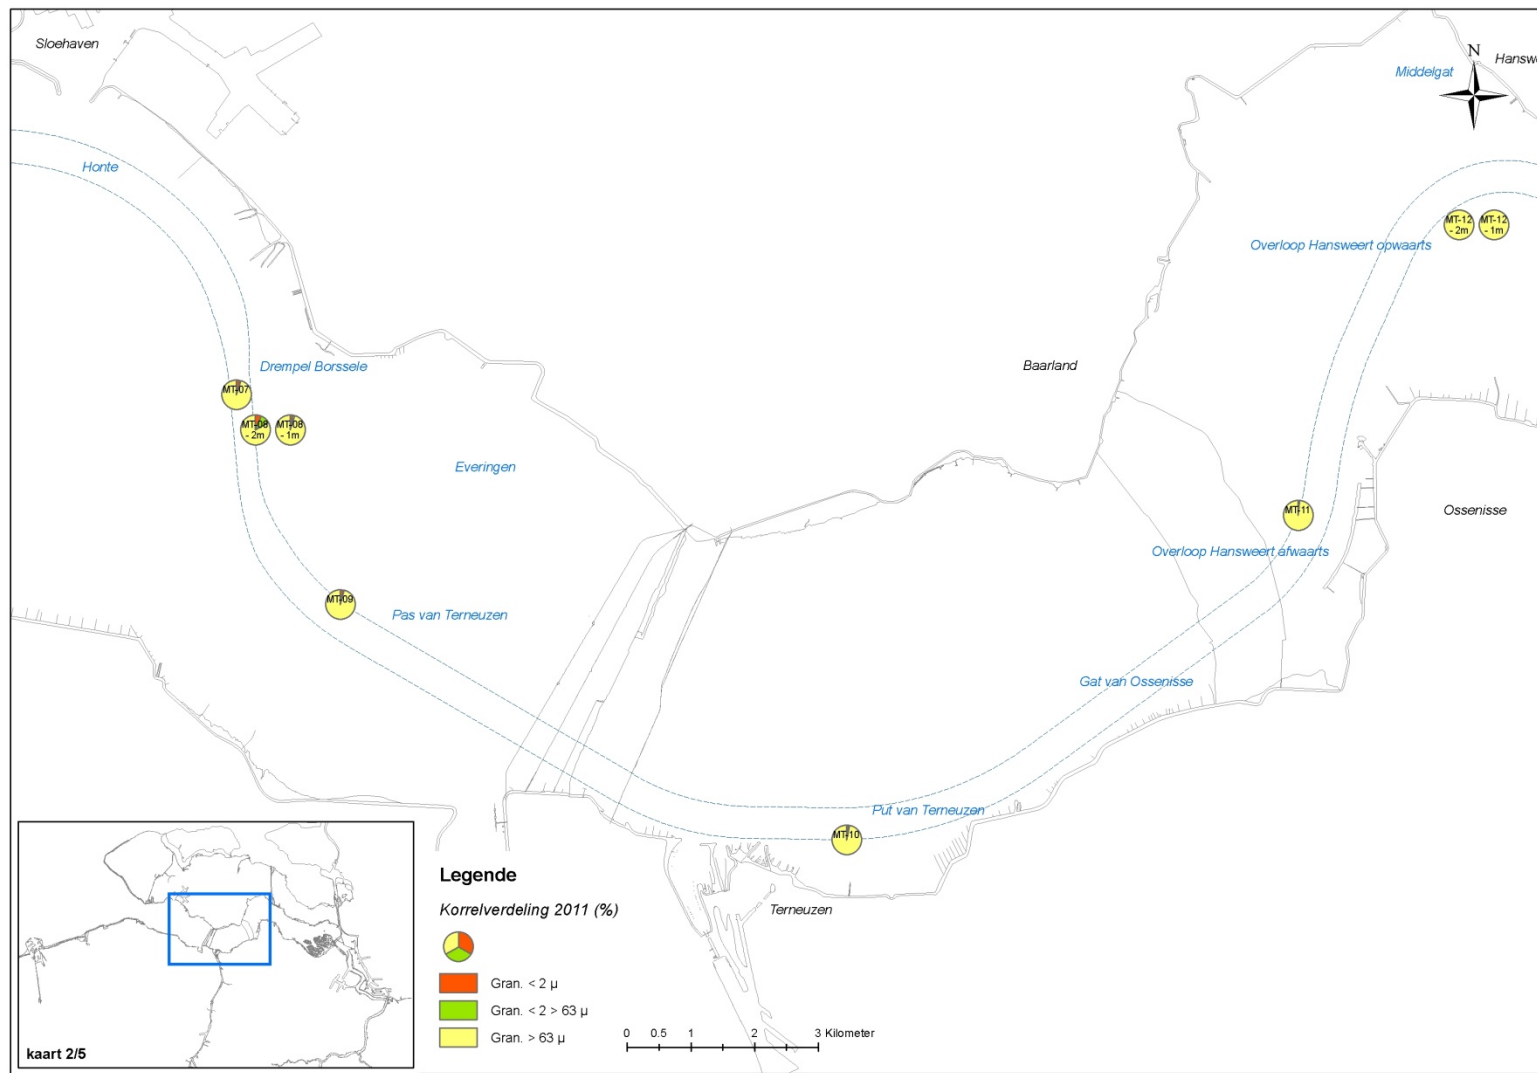 Sloehaven
Middelgat
N
Hanswe
Honte
MT-12
- 2m
MT-12
- 1m
Overloop Hansweert opwaarts
Drempel Borssele
Baarland
MT-07
MT-08
- 2m
MT-08
- 1m
Everingen
MT-11
Ossenisse
Overloop Hansweert afwaarts
MT-09
Pas van Terneuzen
Gat van Ossenisse
Put van Terneuzen
MT-10
Terneuzen
Legende
Korrelverdeling 2011 (%)
Gran. < 2 µ
Gran. < 2 > 63 µ
Gran. > 63 µ
0 0.5 1 2 3 Kilometer
kaart 2/5